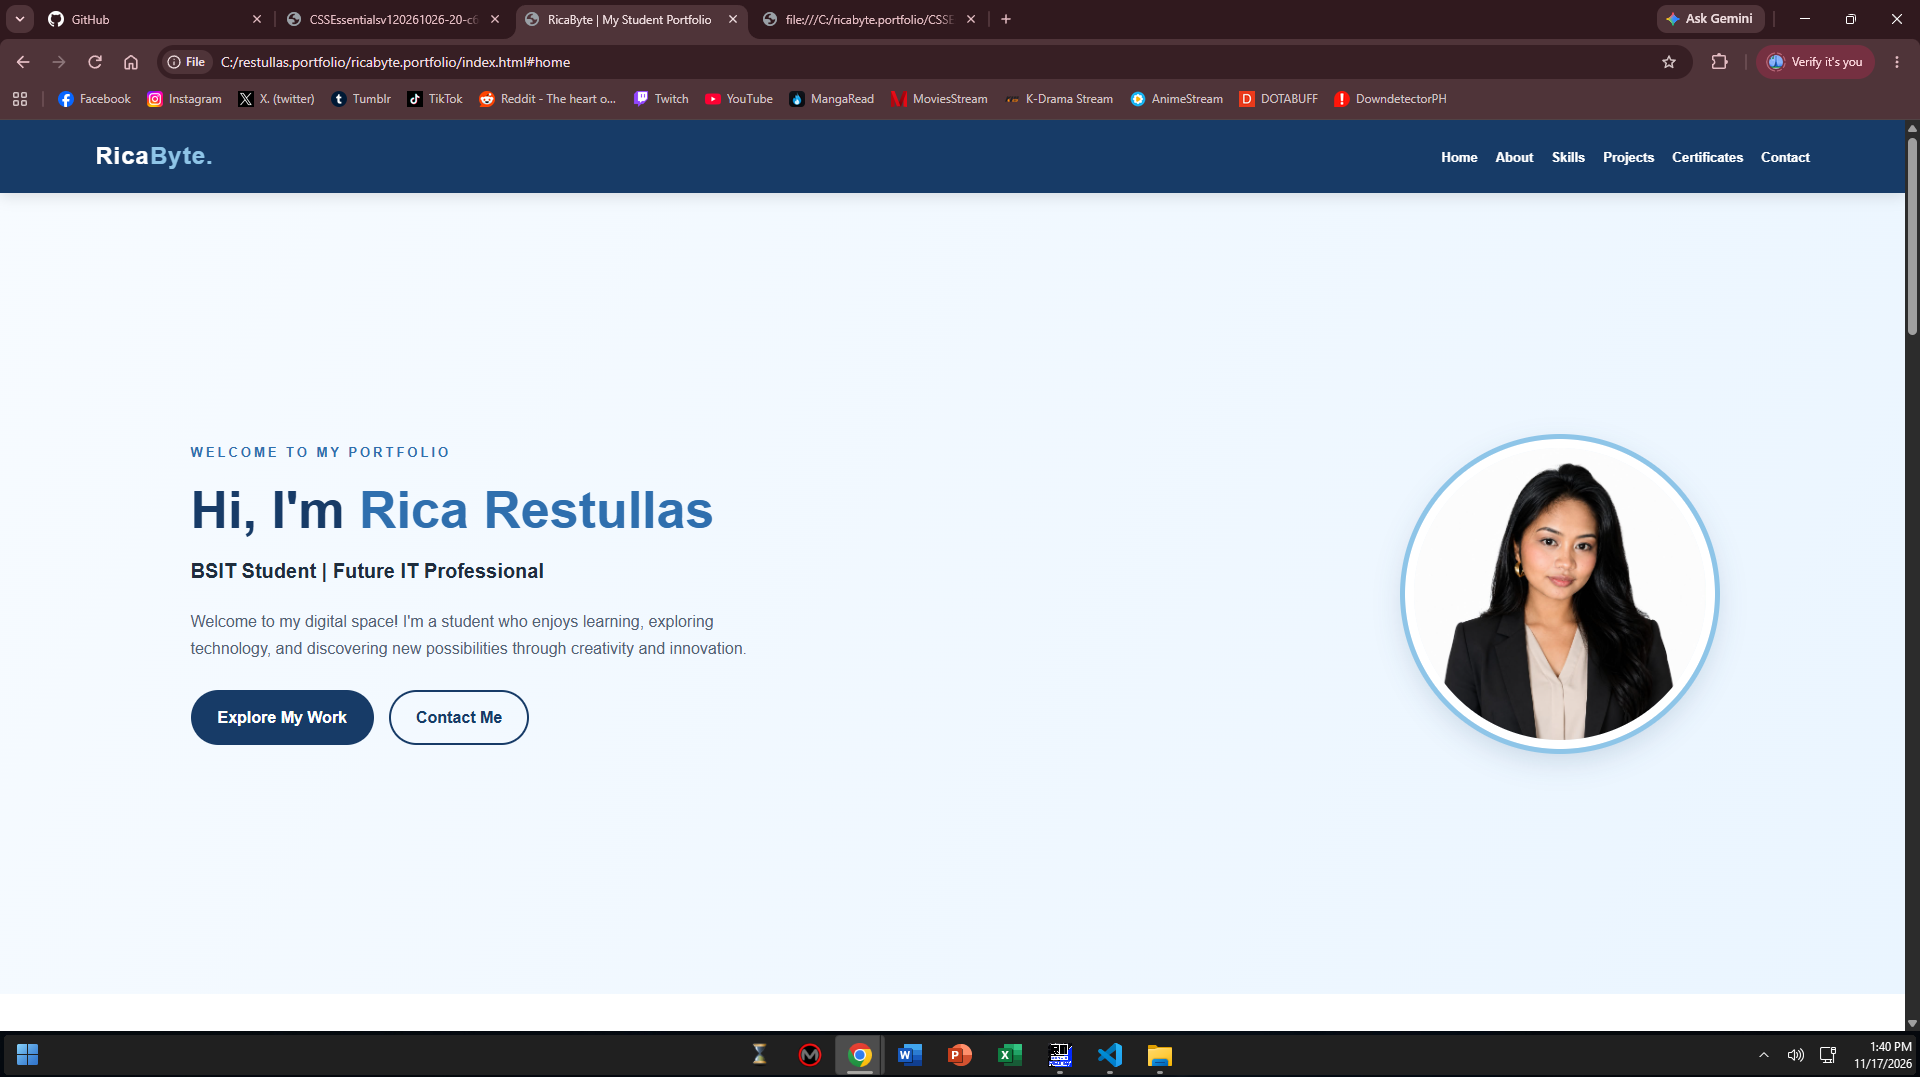 GitHub
CSSEssentialsv120261026-20-c6
RicaByte | My Student Portfolio
file:///C:/ricabyte.portfolio/CSSE
Ask Gemini
File
C:/restullas.portfolio/ricabyte.portfolio/index.html#home
Verify it's you
Facebook
Instagram
X. (twitter)
Tumblr
TikTok
Reddit - The heart o...
Twitch
YouTube
MangaRead
MoviesStream
K-Drama Stream
AnimeStream
DOTABUFF
DowndetectorPH
RicaByte.
Home
About
Skills
Projects
Certificates
Contact
WELCOME TO MY PORTFOLIO
Hi, I'm Rica Restullas
BSIT Student | Future IT Professional
Welcome to my digital space! I'm a student who enjoys learning, exploring
technology, and discovering new possibilities through creativity and innovation.
Explore My Work
Contact Me
1:40 PM
11/17/2026